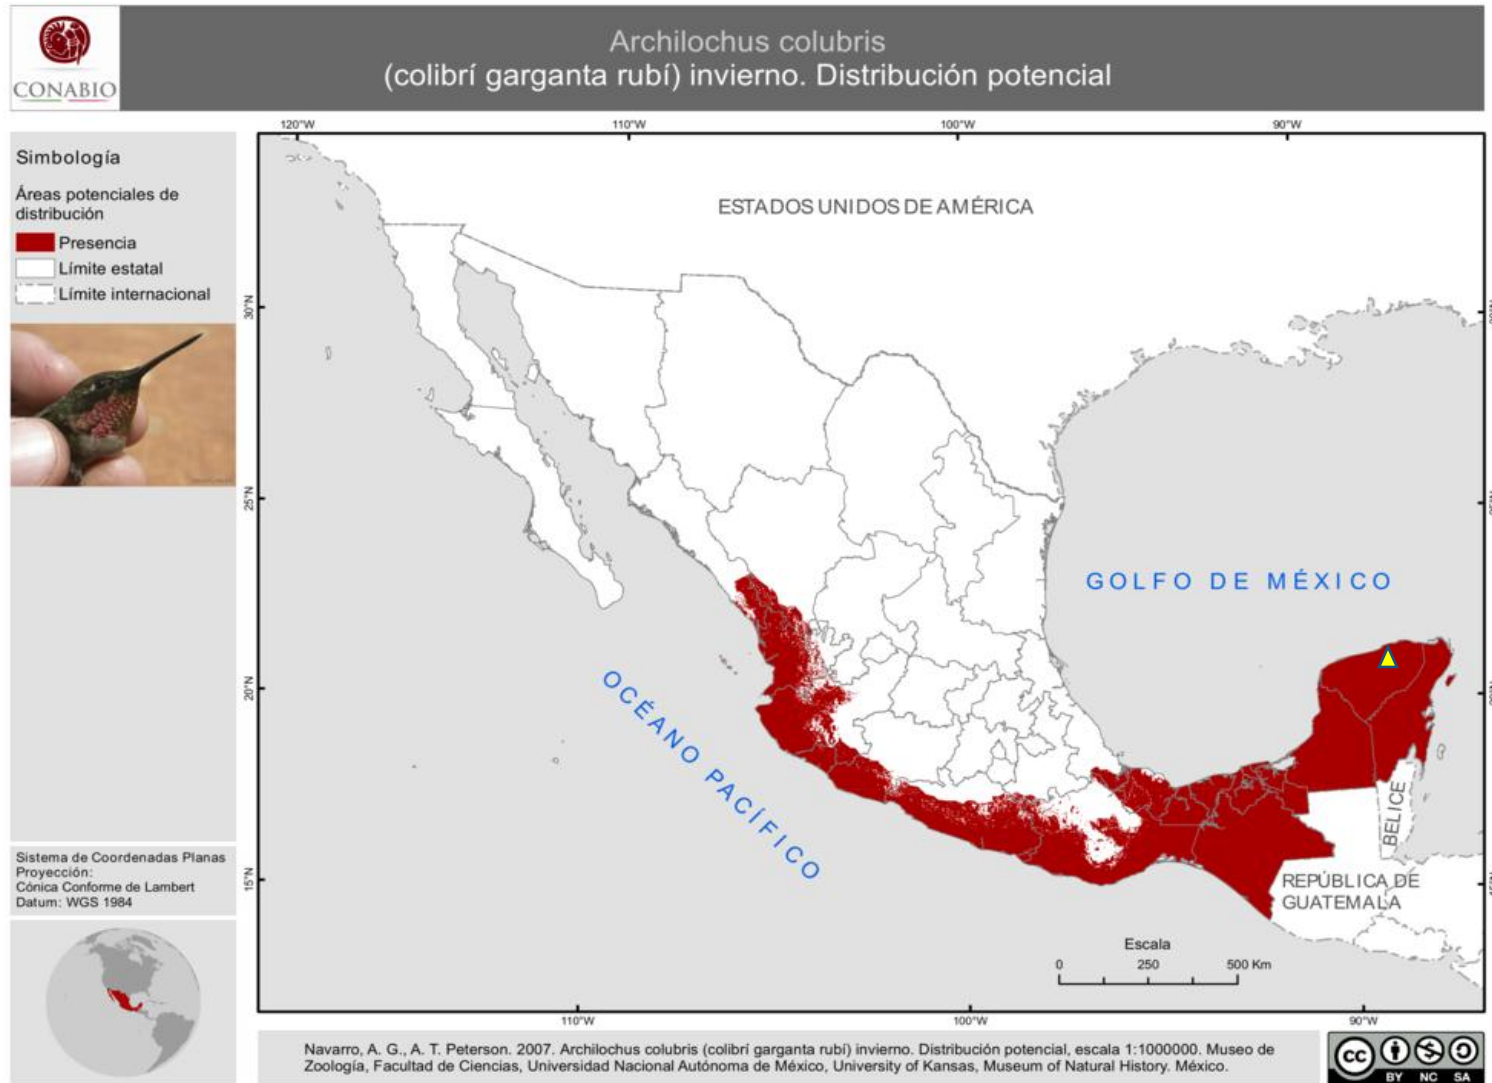 CONABIO
Archilochus colubris
(colibrí garganta rubí) invierno. Distribución potencial
Simbología
Áreas potenciales de
distribución
Presencia
Límite estatal
Límite internacional
120°W
110°W
100°W
90°W
ESTADOS UNIDOS DE AMÉRICA
30°N
25°N
20°N
15°N
GOLFO DE MÉXICO
OCÉANO PACÍFICO
BELICE
REPÚBLICA DE
GUATEMALA
Escala
0 250 500 Km
110°W
100°W
90°W
Sistema de Coordenadas Planas
Proyección:
Cónica Conforme de Lambert
Datum: WGS 1984
Navarro, A. G., A. T. Peterson. 2007. Archilochus colubris (colibrí garganta rubí) invierno. Distribución potencial, escala 1:1000000. Museo de
Zoología, Facultad de Ciencias, Universidad Nacional Autónoma de México, University of Kansas, Museum of Natural History. México.
cc
BY NC SA